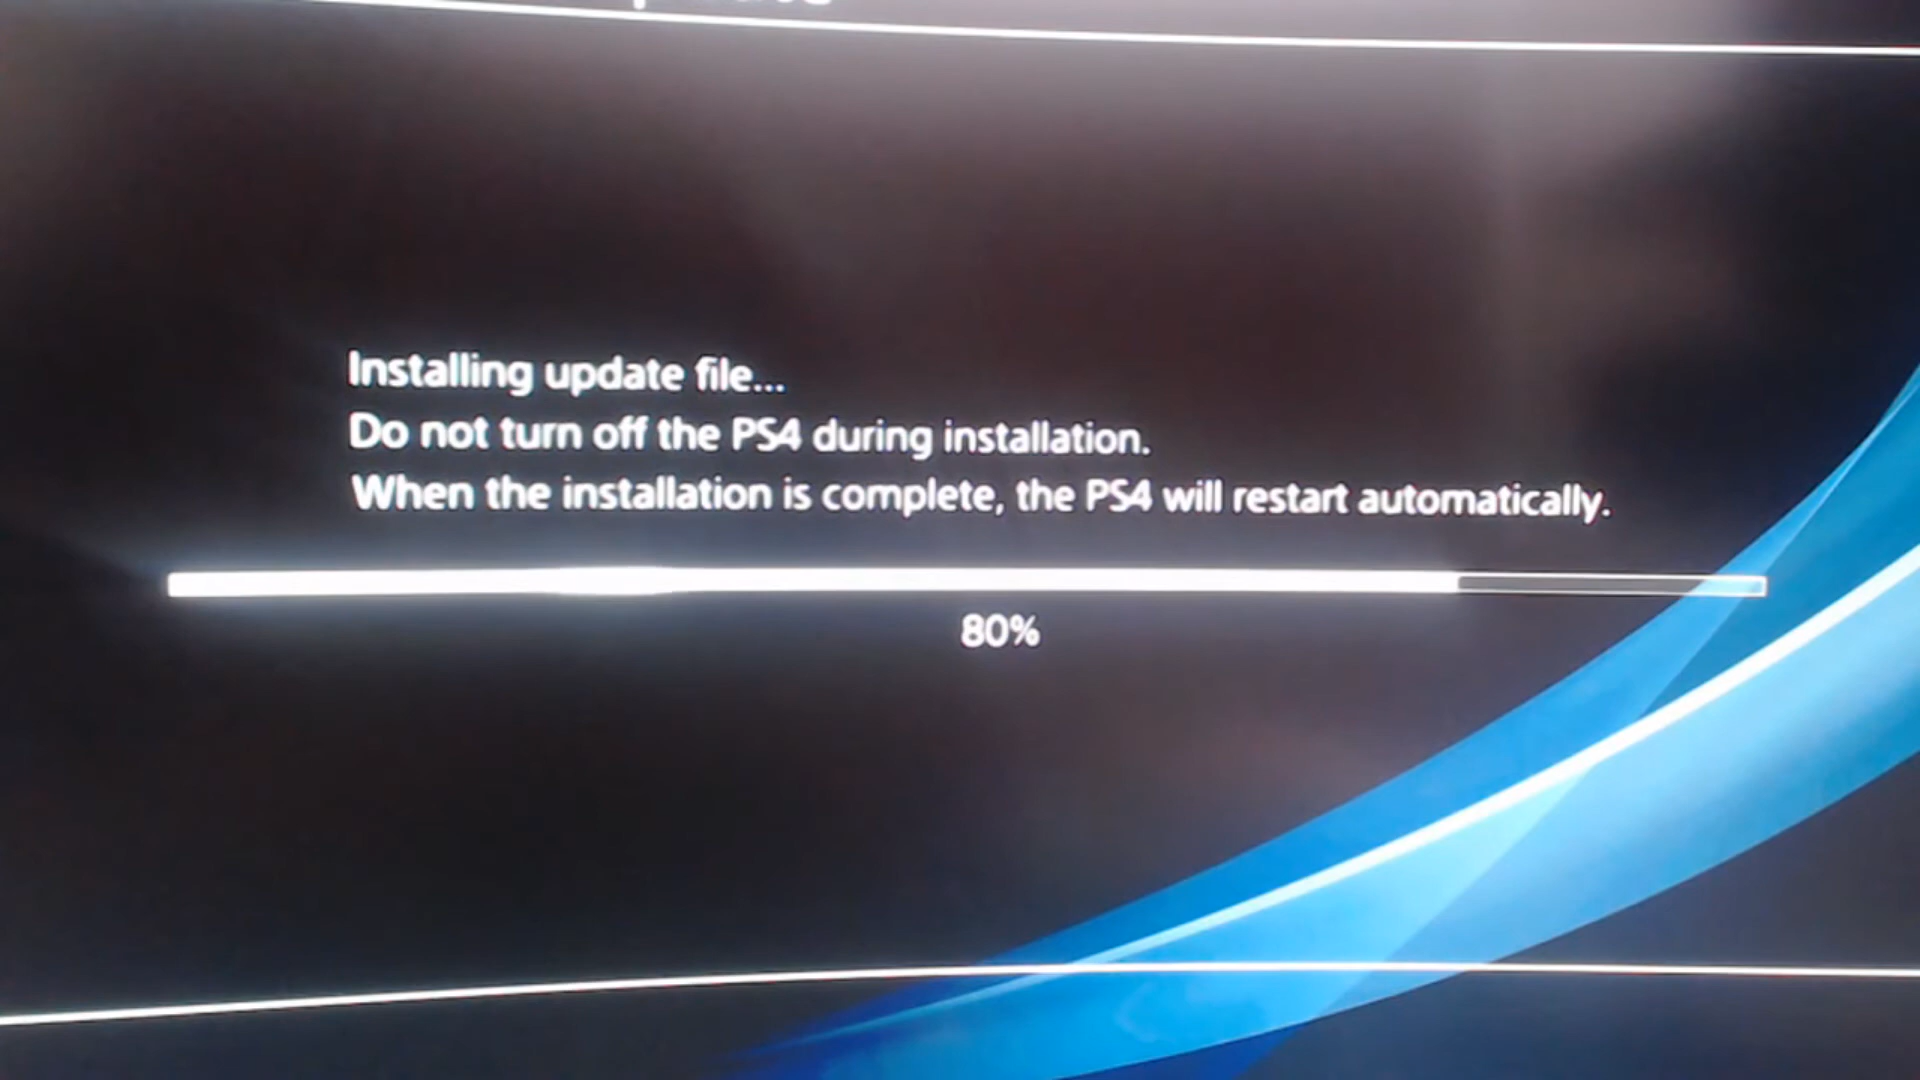 Installing update file...
Do not turn off the PS4 during installation.
When the installation is complete, the PS4 will restart automatically.
80%